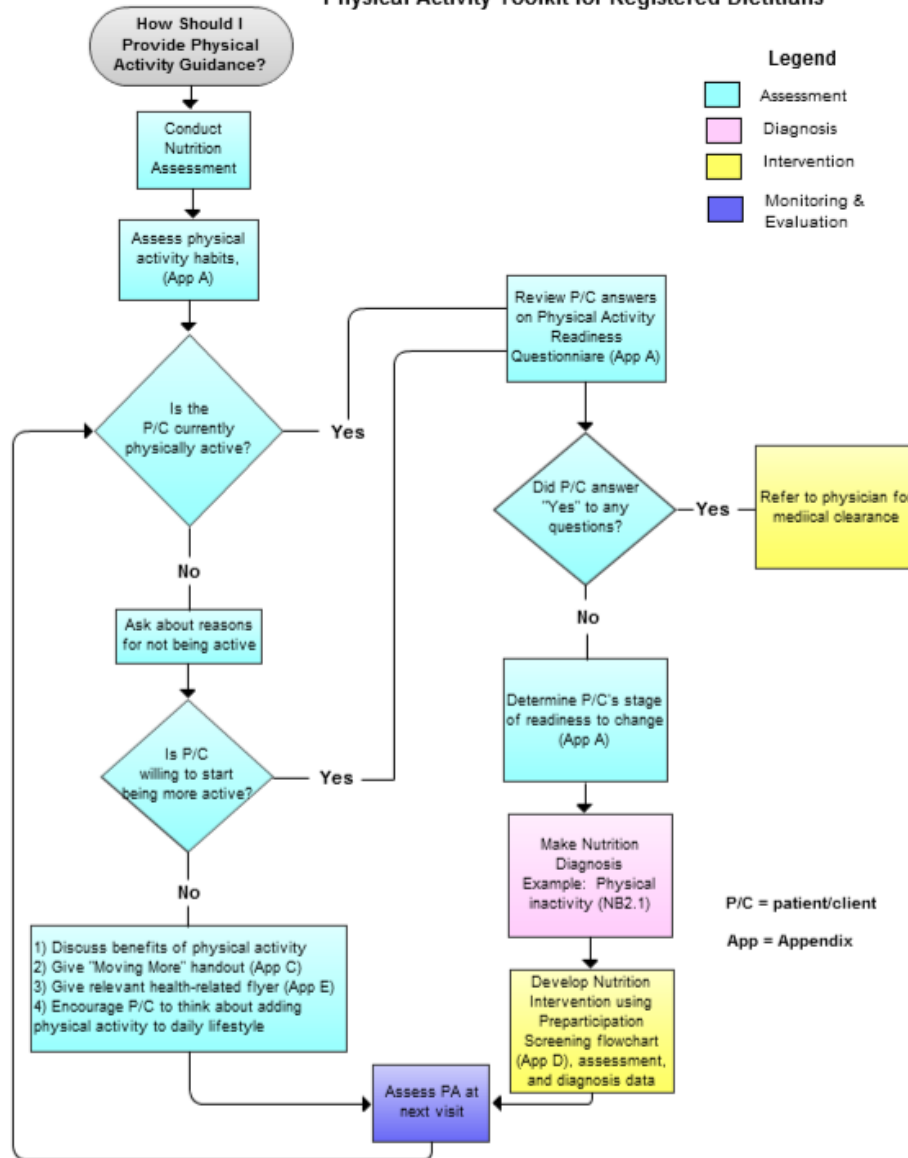 Physical Activity Toolkit for Registered Dietitians
How Should I
Provide Physical
Activity Guidance?
Legend
Assessment
Diagnosis
Intervention
Monitoring &
Evaluation
Conduct
Nutrition
Assessment
Assess physical
activity habits,
(App A)
Is the
P/C currently
physically active?
Yes
No
Ask about reasons
for not being active
Is P/C
willing to start
being more active?
Yes
No
1) Discuss benefits of physical activity
2) Give "Moving More" handout (App C)
3) Give relevant health-related flyer (App E)
4) Encourage P/C to think about adding
physical activity to daily lifestyle
Review P/C answers
on Physical Activity
Readiness
Questionniare (App A)
Did P/C answer
"Yes" to any
questions?
Yes
Refer to physician for
mediical clearance
No
Determine P/C's stage
of readiness to change
(App A)
Make Nutrition
Diagnosis
Example: Physical
inactivity (NB2.1)
P/C = patient/client
App = Appendix
Develop Nutrition
Intervention using
Preparticipation
Screening flowchart
(App D), assessment,
and diagnosis data
Assess PA at
next visit